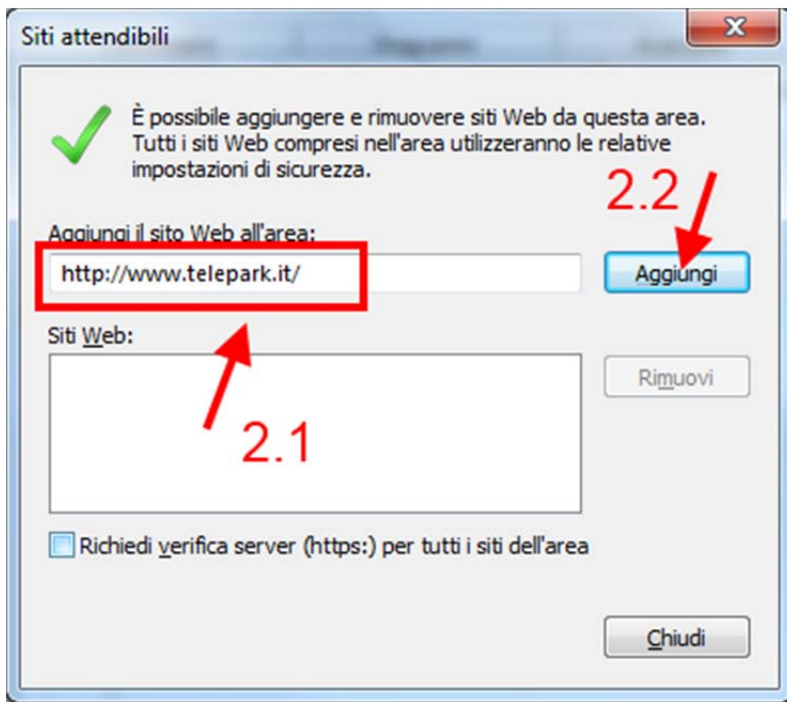 Siti attendibili
È possibile aggiungere e rimuovere siti Web da questa area.
Tutti i siti Web compresi nell'area utilizzeranno le relative
impostazioni di sicurezza.
2.2
Aggiungi il sito Web all'area:
http://www.telepark.it/
Aggiungi
Siti Web:
Rimuovi
2.1
Richiedi verifica server (https:) per tutti i siti dell'area
Chiudi